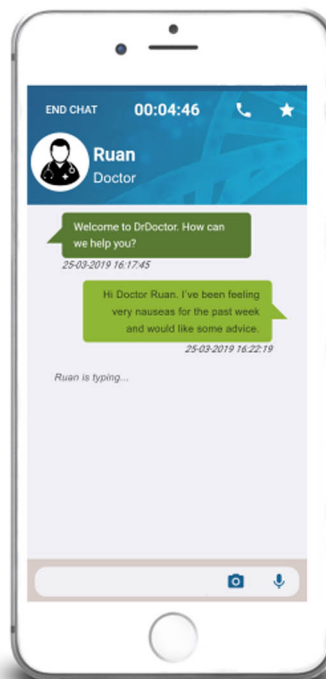 END CHAT 00:04:46
Ruan
Doctor
Welcome to DrDoctor. How can
we help you?
25-03-2019 16:17:45
Hi Doctor Ruan. I've been feeling
very nauseas for the past week
and would like some advice.
25-03-2019 16:22:19
Ruan is typing...